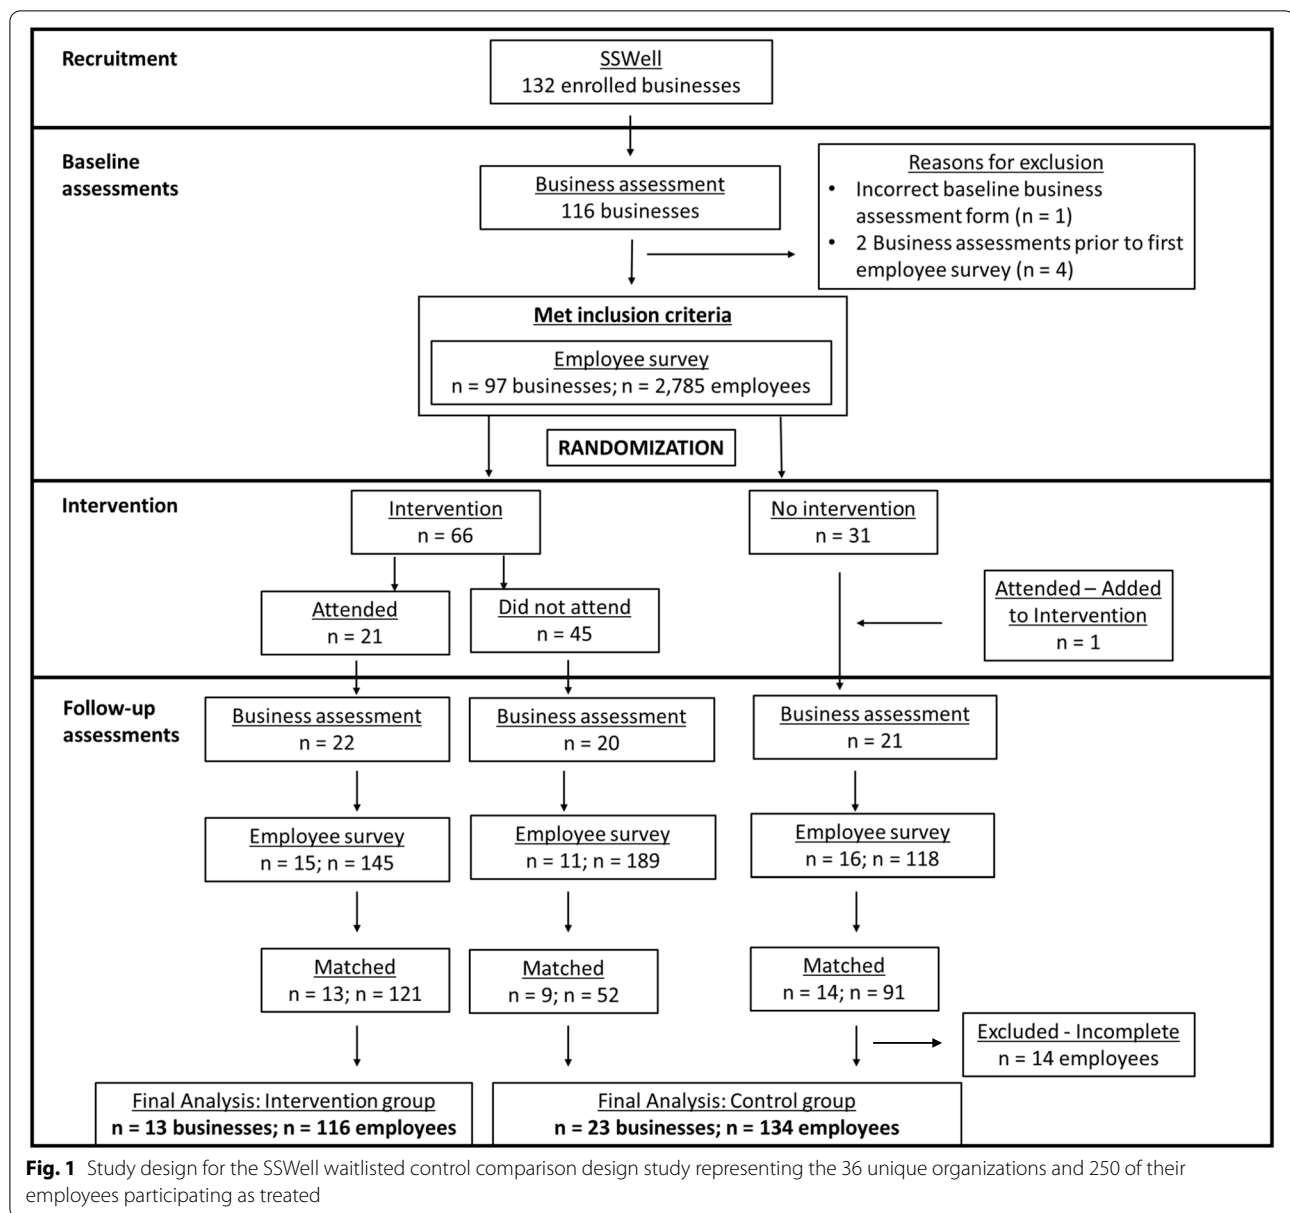 Recruitment
SSWell
132 enrolled businesses
Baseline
assessments
Business assessment
116 businesses
Reasons for exclusion
• Incorrect baseline business
assessment form (n = 1)
• 2 Business assessments prior to first
employee survey (n = 4)
Met inclusion criteria
Employee survey
n = 97 businesses; n = 2,785 employees
RANDOMIZATION
Intervention
Intervention
n = 66
No intervention
n = 31
Attended
n = 21
Did not attend
n = 45
Attended – Added
to Intervention
n = 1
Follow-up
assessments
Business assessment
n = 22
Business assessment
n = 20
Business assessment
n = 21
Employee survey
n = 15; n = 145
Employee survey
n = 11; n = 189
Employee survey
n = 16; n = 118
Matched
n = 13; n = 121
Matched
n = 9; n = 52
Matched
n = 14; n = 91
Excluded - Incomplete
n = 14 employees
Final Analysis: Intervention group
n = 13 businesses; n = 116 employees
Final Analysis: Control group
n = 23 businesses; n = 134 employees
Fig. 1 Study design for the SSWell waitlisted control comparison design study representing the 36 unique organizations and 250 of their
employees participating as treated